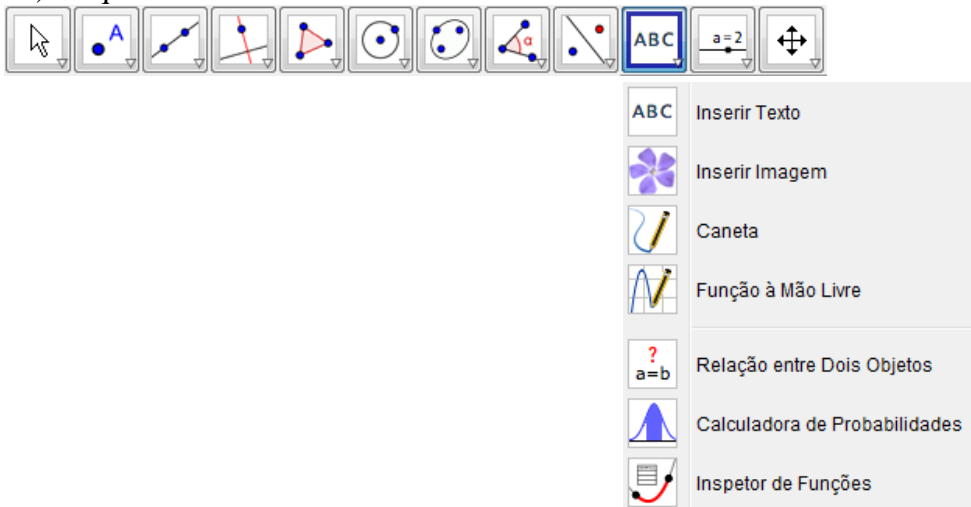 A
α
ABC
a=2
ABC Inserir Texto
Inserir Imagem
Caneta
Função à Mão Livre
?
a=b
Relação entre Dois Objetos
Calculadora de Probabilidades
Inspetor de Funções